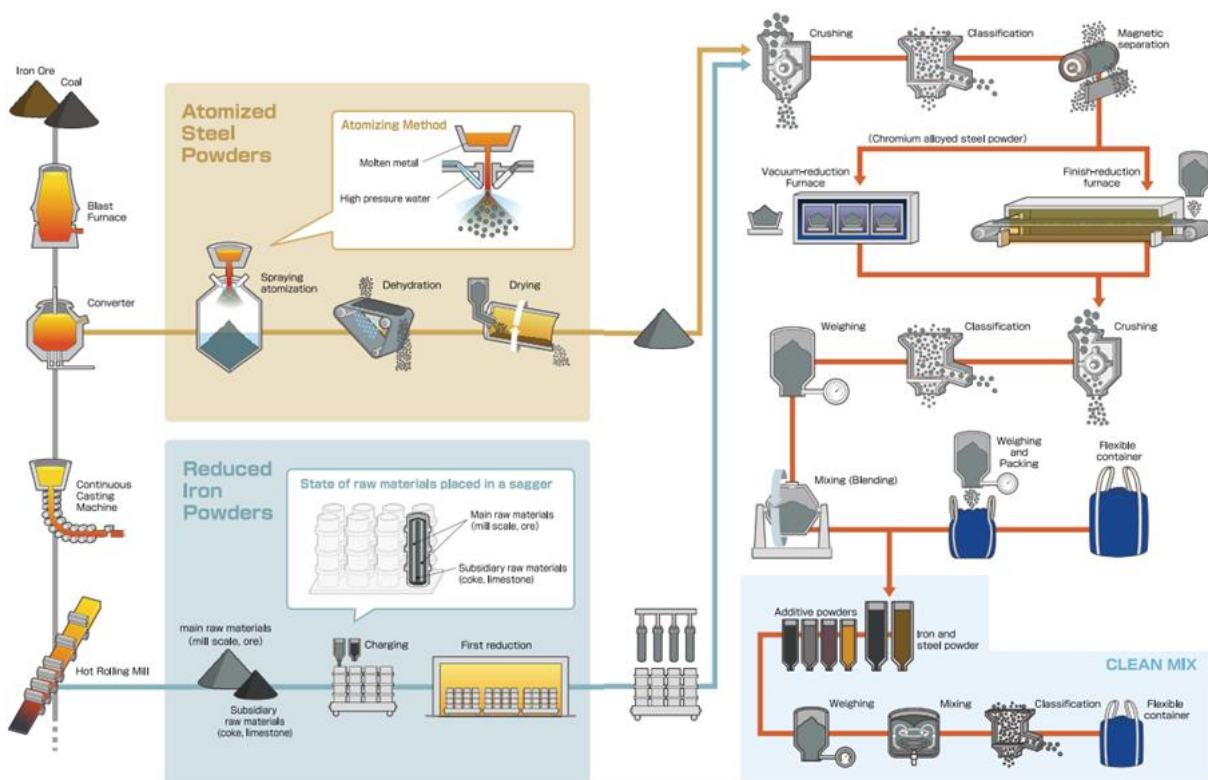 Iron Ore
Coal
Blast
Furnace
Converter
Continuous
Casting
Machine
Hot Rolling Mill
Atomized
Steel
Powders
Atomizing Method
Molten metal
High pressure water
Spraying
atomization
Dehydration
Drying
Reduced
Iron
Powders
State of raw materials placed in a sagger
Main raw materials
(mill scale, ore)
Subsidiary raw materials
(coke, limestone)
main raw materials
(mill scale, ore)
Subsidiary
raw materials
(coke, limestone)
Charging
First reduction
Crushing
Classification
Magnetic
separation
(Chromium alloyed steel powder)
Vacuum-reduction
Furnace
Finish-reduction
furnace
Weighing
Classification
Crushing
Mixing (Blending)
Weighing
and
Packing
Flexible
container
Additive powders
Iron and
steel powder
CLEAN MIX
Weighing
Mixing
Classification
Flexible
container